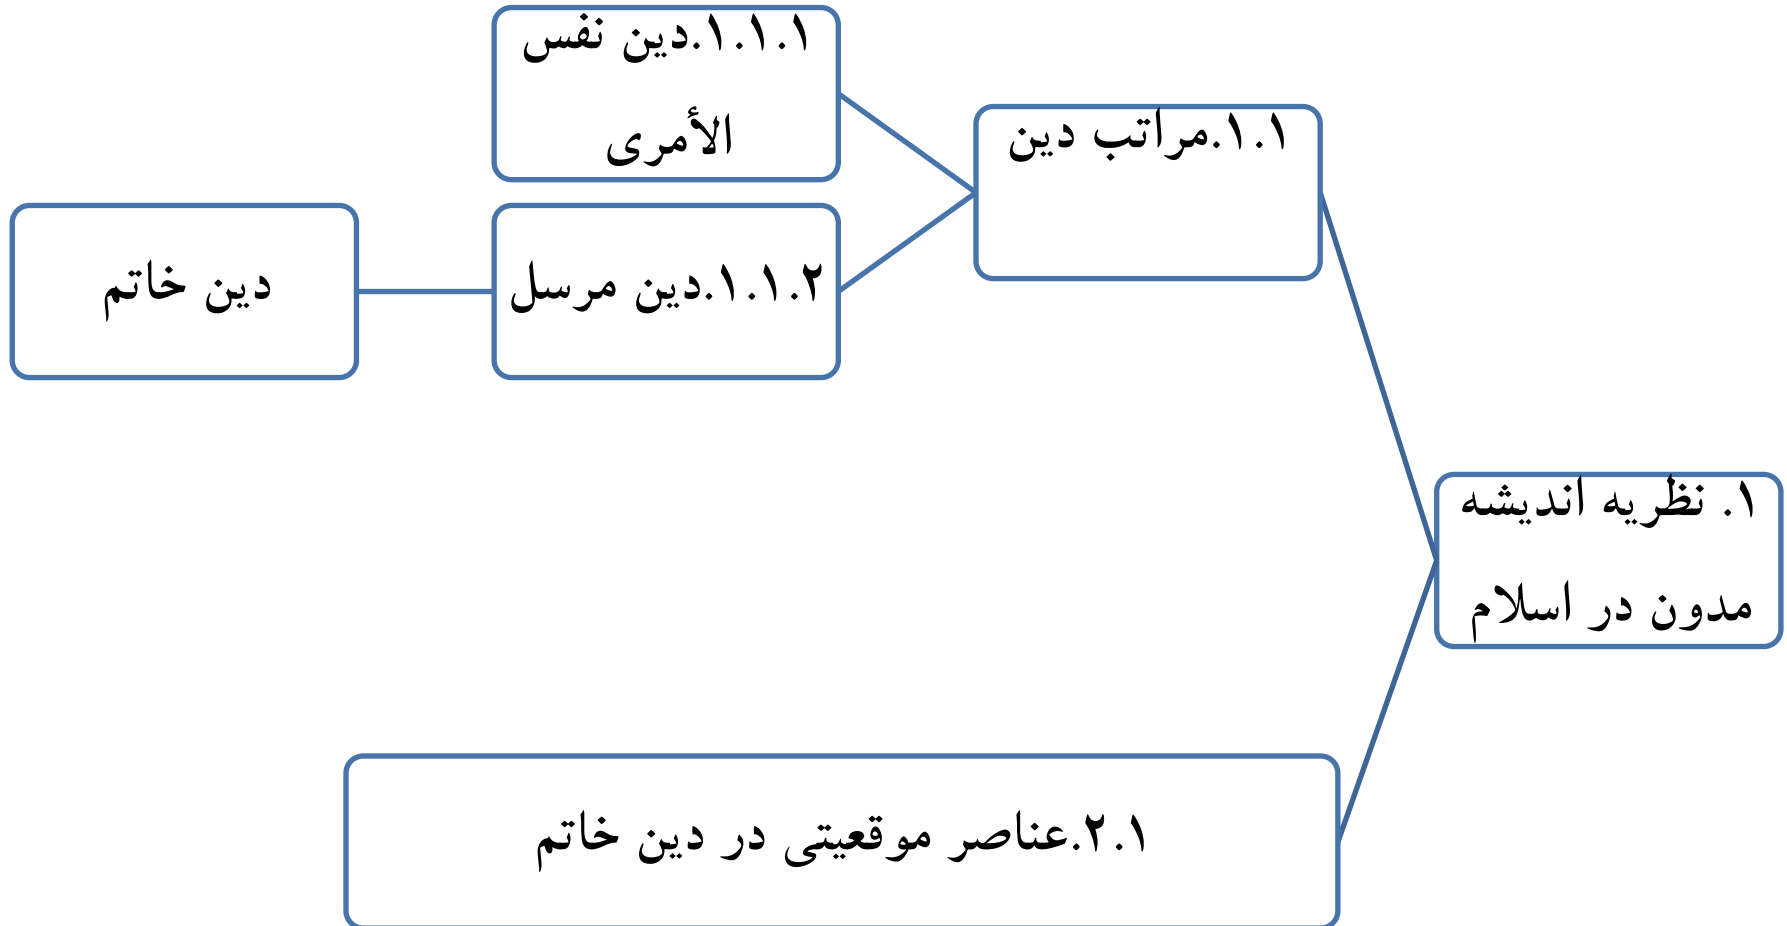 ۱. نظریه اندیشه
مدون در اسلام
۱.۱.مراتب دین
۱.۱.۱.دین نفس
الأمری
۱.۱.۲.دین مرسل
دین خاتم
۲.۱.عناصر موقعیتی در دین خاتم